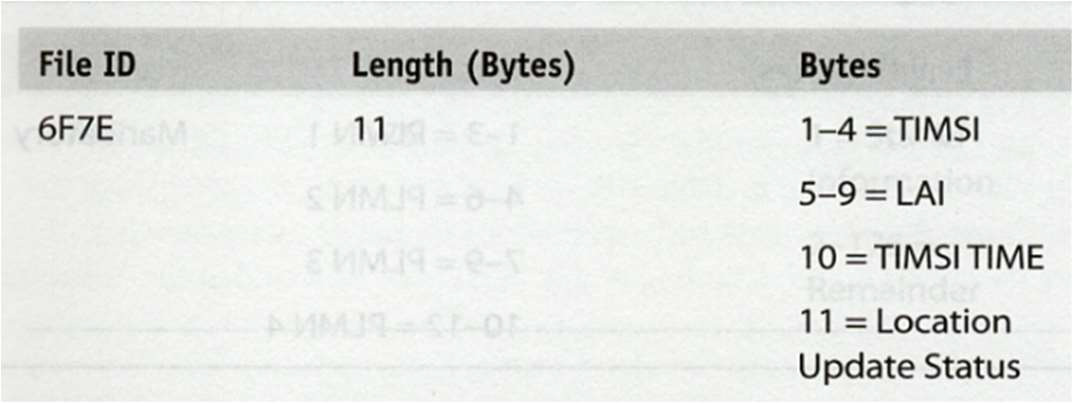 File ID Length (Bytes) Bytes
6F7E 11 1–4 = TIMSI
5–9 = LAI
10 = TIMSI TIME
11 = Location
Update Status